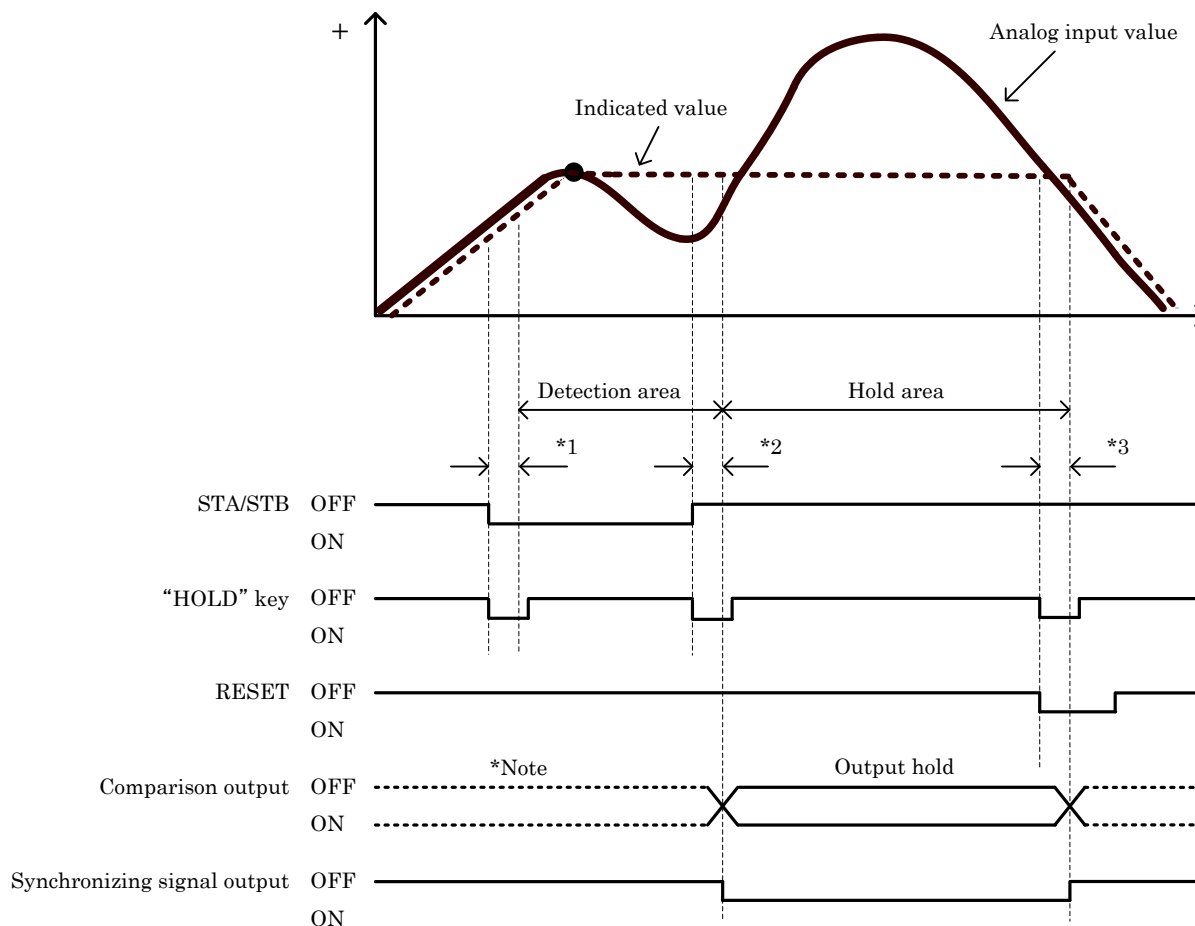 +
Analog input value
Indicated value
Detection area
Hold area
*1
*2
*3
STA/STB OFF
ON
“HOLD” key OFF
ON
RESET OFF
ON
*Note
Output hold
Comparison output OFF
ON
Synchronizing signal output OFF
ON